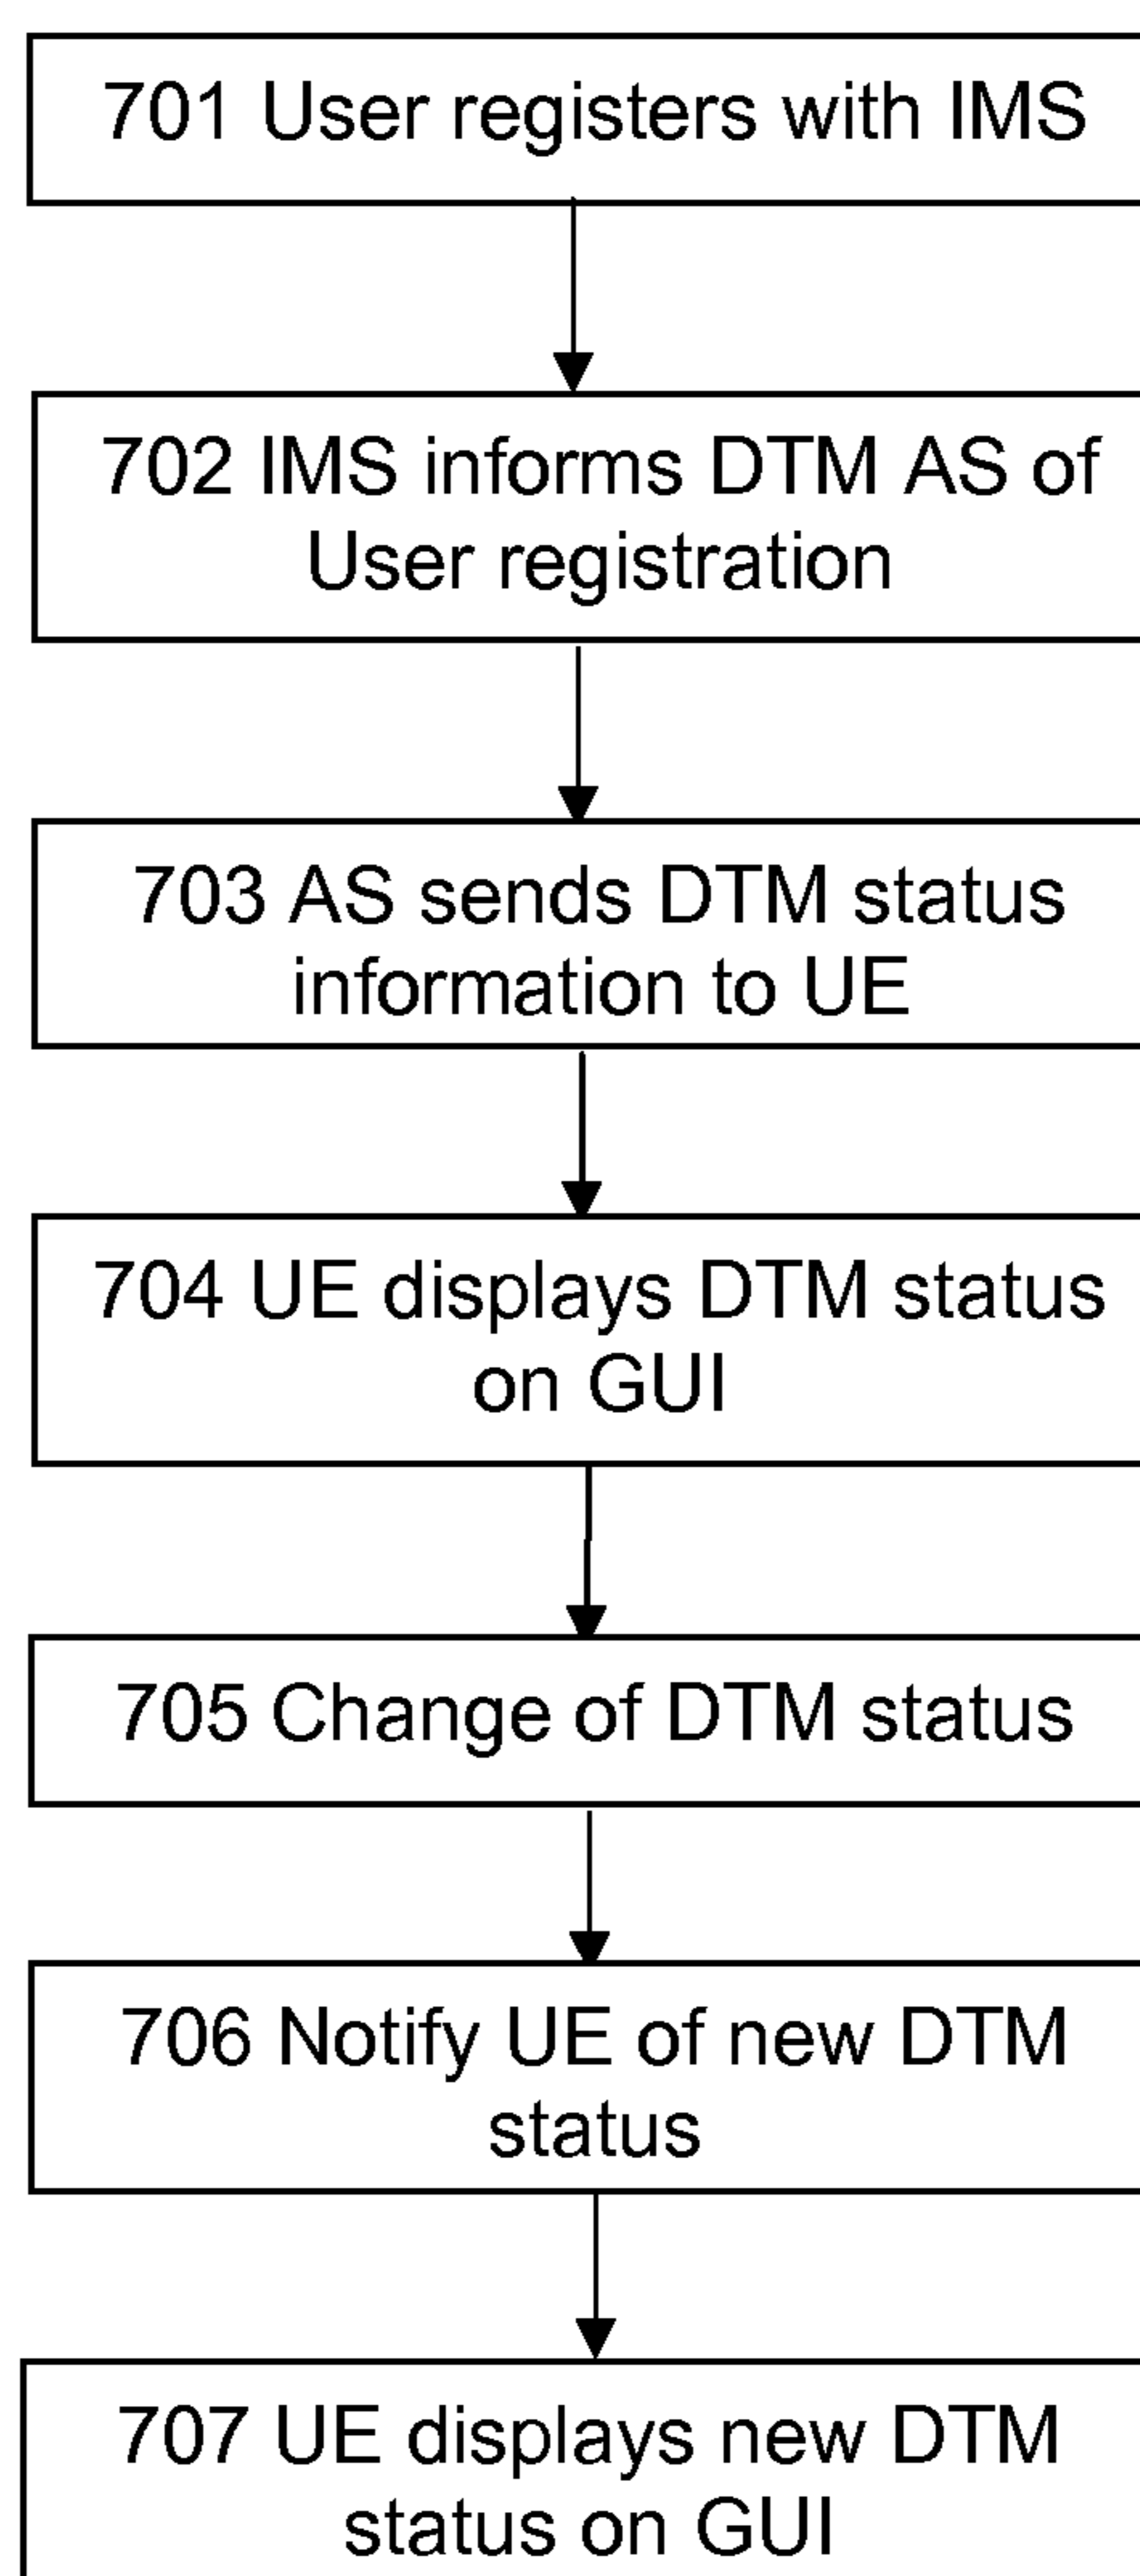 701 User registers with IMS
702 IMS informs DTM AS of
User registration
703 AS sends DTM status
information to UE
704 UE displays DTM status
on GUI
705 Change of DTM status
706 Notify UE of new DTM
status
707 UE displays new DTM
status on GUI